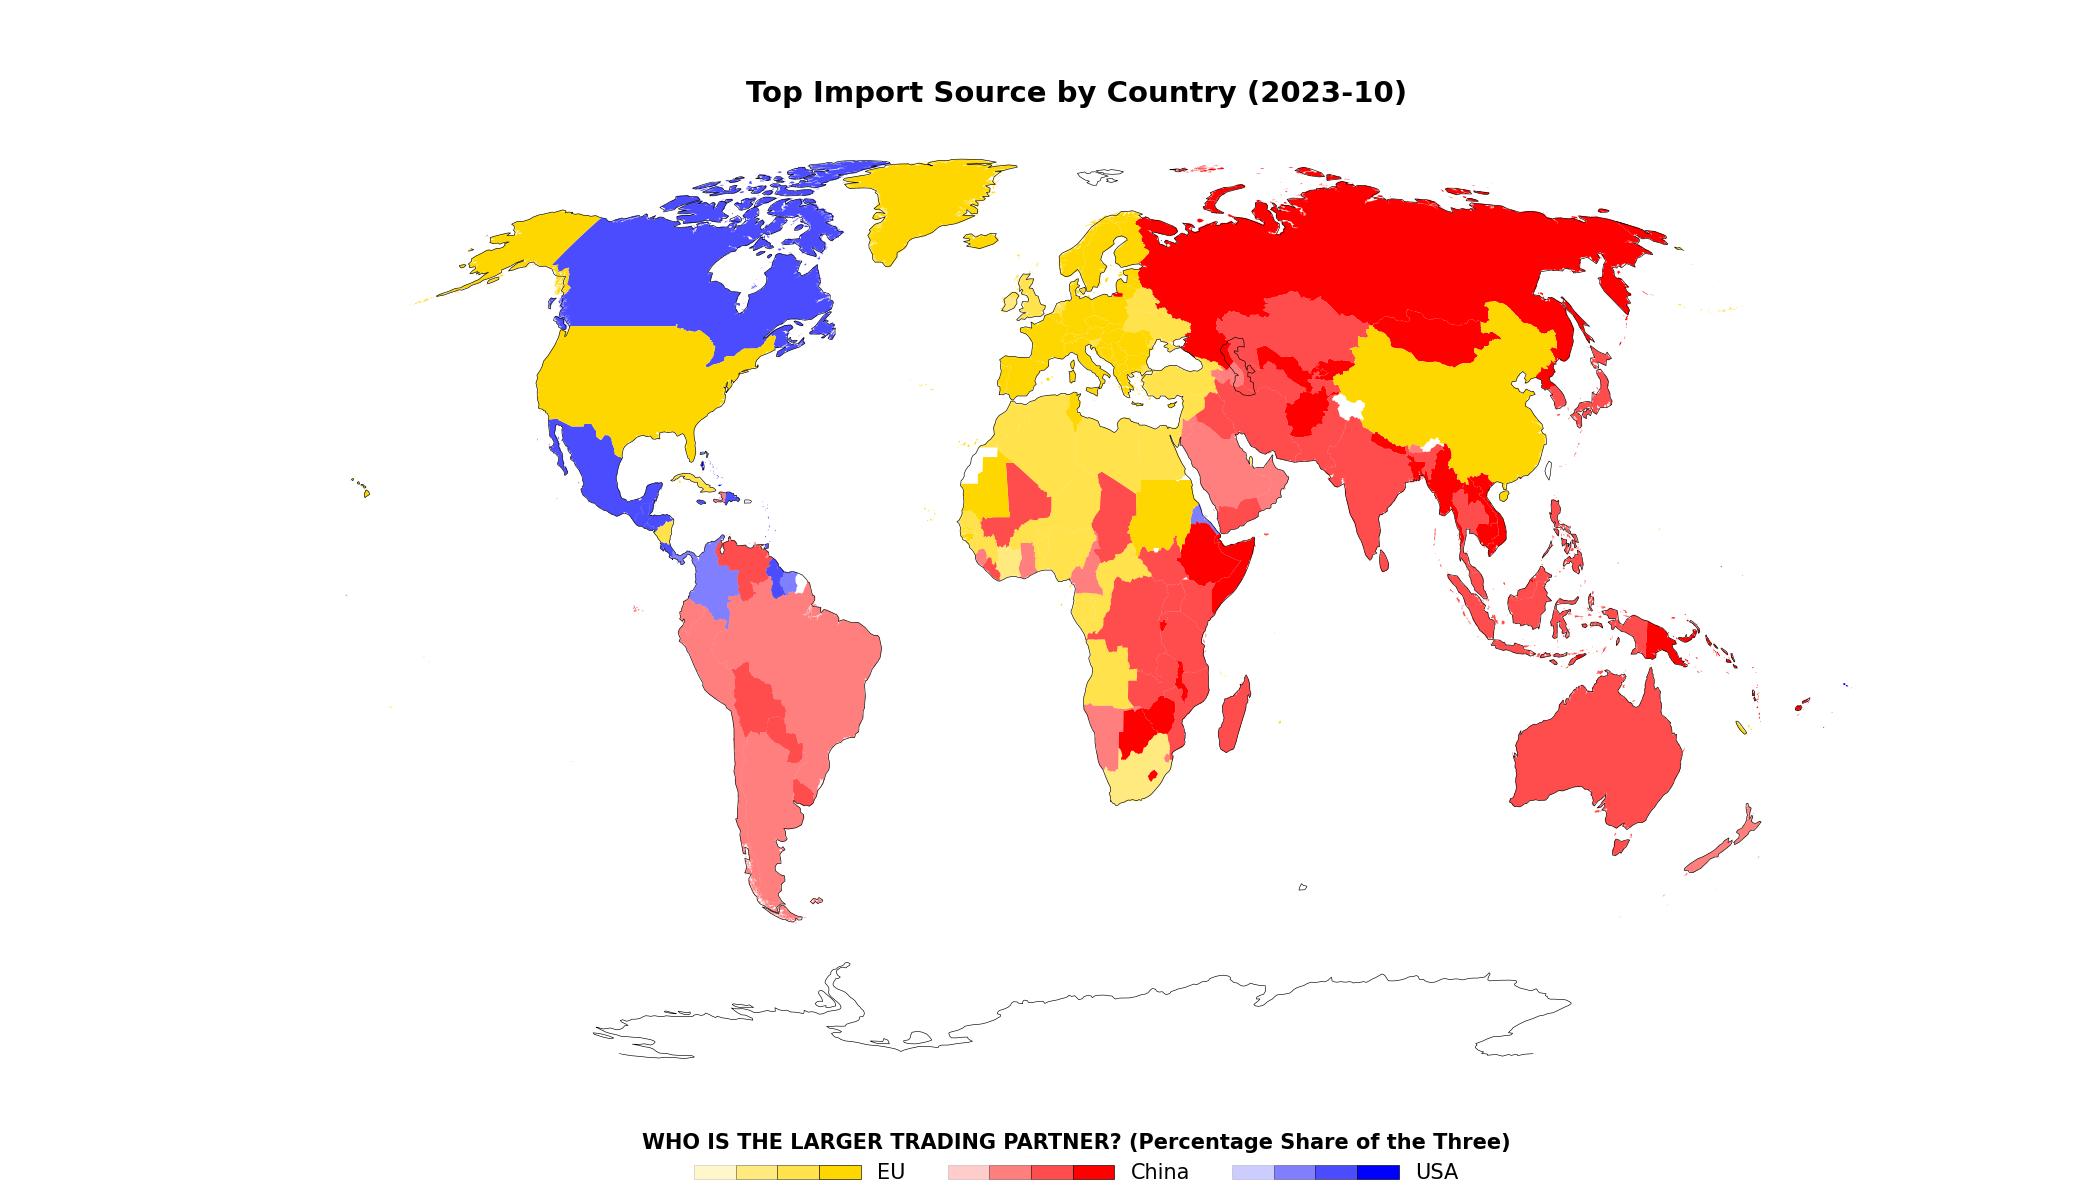 Top Import Source by Country (2023-10)
WHO IS THE LARGER TRADING PARTNER? (Percentage Share of the Three)
EU China USA